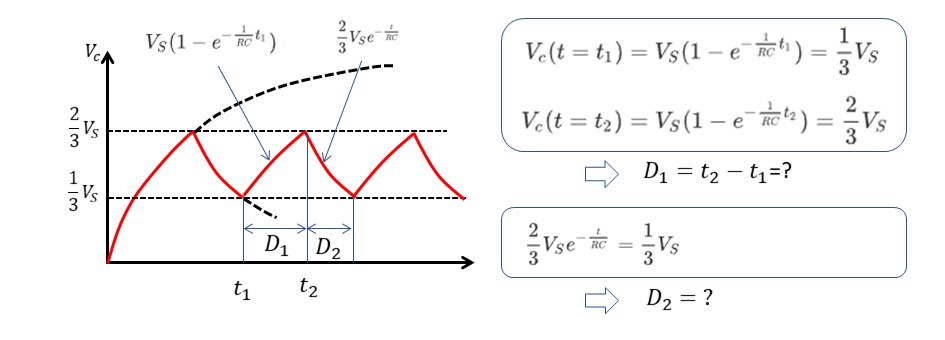 V_c
V_S(1 − e^{−\frac{1}{RC}t_1})
\frac{2}{3}V_S e^{−\frac{t}{RC}}
\frac{2}{3}V_S
\frac{1}{3}V_S
D_1
D_2
t_1
t_2
V_c(t = t_1) = V_S(1 − e^{−\frac{1}{RC}t_1}) = \frac{1}{3}V_S
V_c(t = t_2) = V_S(1 − e^{−\frac{1}{RC}t_2}) = \frac{2}{3}V_S
D_1 = t_2 − t_1=?
\frac{2}{3}V_S e^{−\frac{t}{RC}} = \frac{1}{3}V_S
D_2 = ?